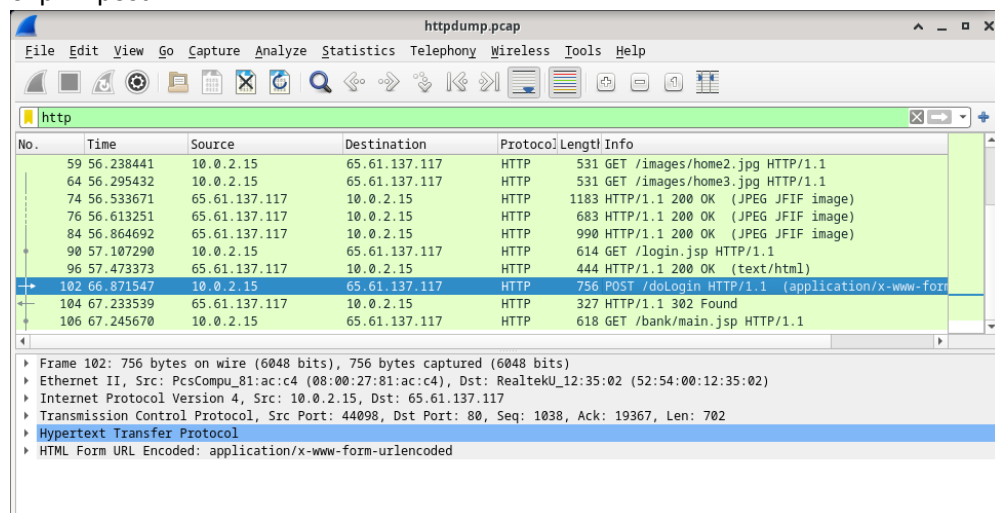 httpdump.pcap
File Edit View Go Capture Analyze Statistics Telephony Wireless Tools Help
http
No. Time Source Destination Protocol Length Info
59 56.238441 10.0.2.15 65.61.137.117 HTTP 531 GET /images/home2.jpg HTTP/1.1
64 56.295432 10.0.2.15 65.61.137.117 HTTP 531 GET /images/home3.jpg HTTP/1.1
74 56.533671 65.61.137.117 10.0.2.15 HTTP 1183 HTTP/1.1 200 OK (JPEG JFIF image)
76 56.613251 65.61.137.117 10.0.2.15 HTTP 683 HTTP/1.1 200 OK (JPEG JFIF image)
84 56.864692 65.61.137.117 10.0.2.15 HTTP 990 HTTP/1.1 200 OK (JPEG JFIF image)
90 57.107290 10.0.2.15 65.61.137.117 HTTP 614 GET /login.jsp HTTP/1.1
96 57.473373 65.61.137.117 10.0.2.15 HTTP 444 HTTP/1.1 200 OK (text/html)
102 66.871547 10.0.2.15 65.61.137.117 HTTP 756 POST /doLogin HTTP/1.1 (application/x-www-form
104 67.233539 65.61.137.117 10.0.2.15 HTTP 327 HTTP/1.1 302 Found
106 67.245670 10.0.2.15 65.61.137.117 HTTP 618 GET /bank/main.jsp HTTP/1.1
Frame 102: 756 bytes on wire (6048 bits), 756 bytes captured (6048 bits)
Ethernet II, Src: PcsCompu_81:ac:c4 (08:00:27:81:ac:c4), Dst: RealtekU_12:35:02 (52:54:00:12:35:02)
Internet Protocol Version 4, Src: 10.0.2.15, Dst: 65.61.137.117
Transmission Control Protocol, Src Port: 44098, Dst Port: 80, Seq: 1038, Ack: 19367, Len: 702
Hypertext Transfer Protocol
HTML Form URL Encoded: application/x-www-form-urlencoded